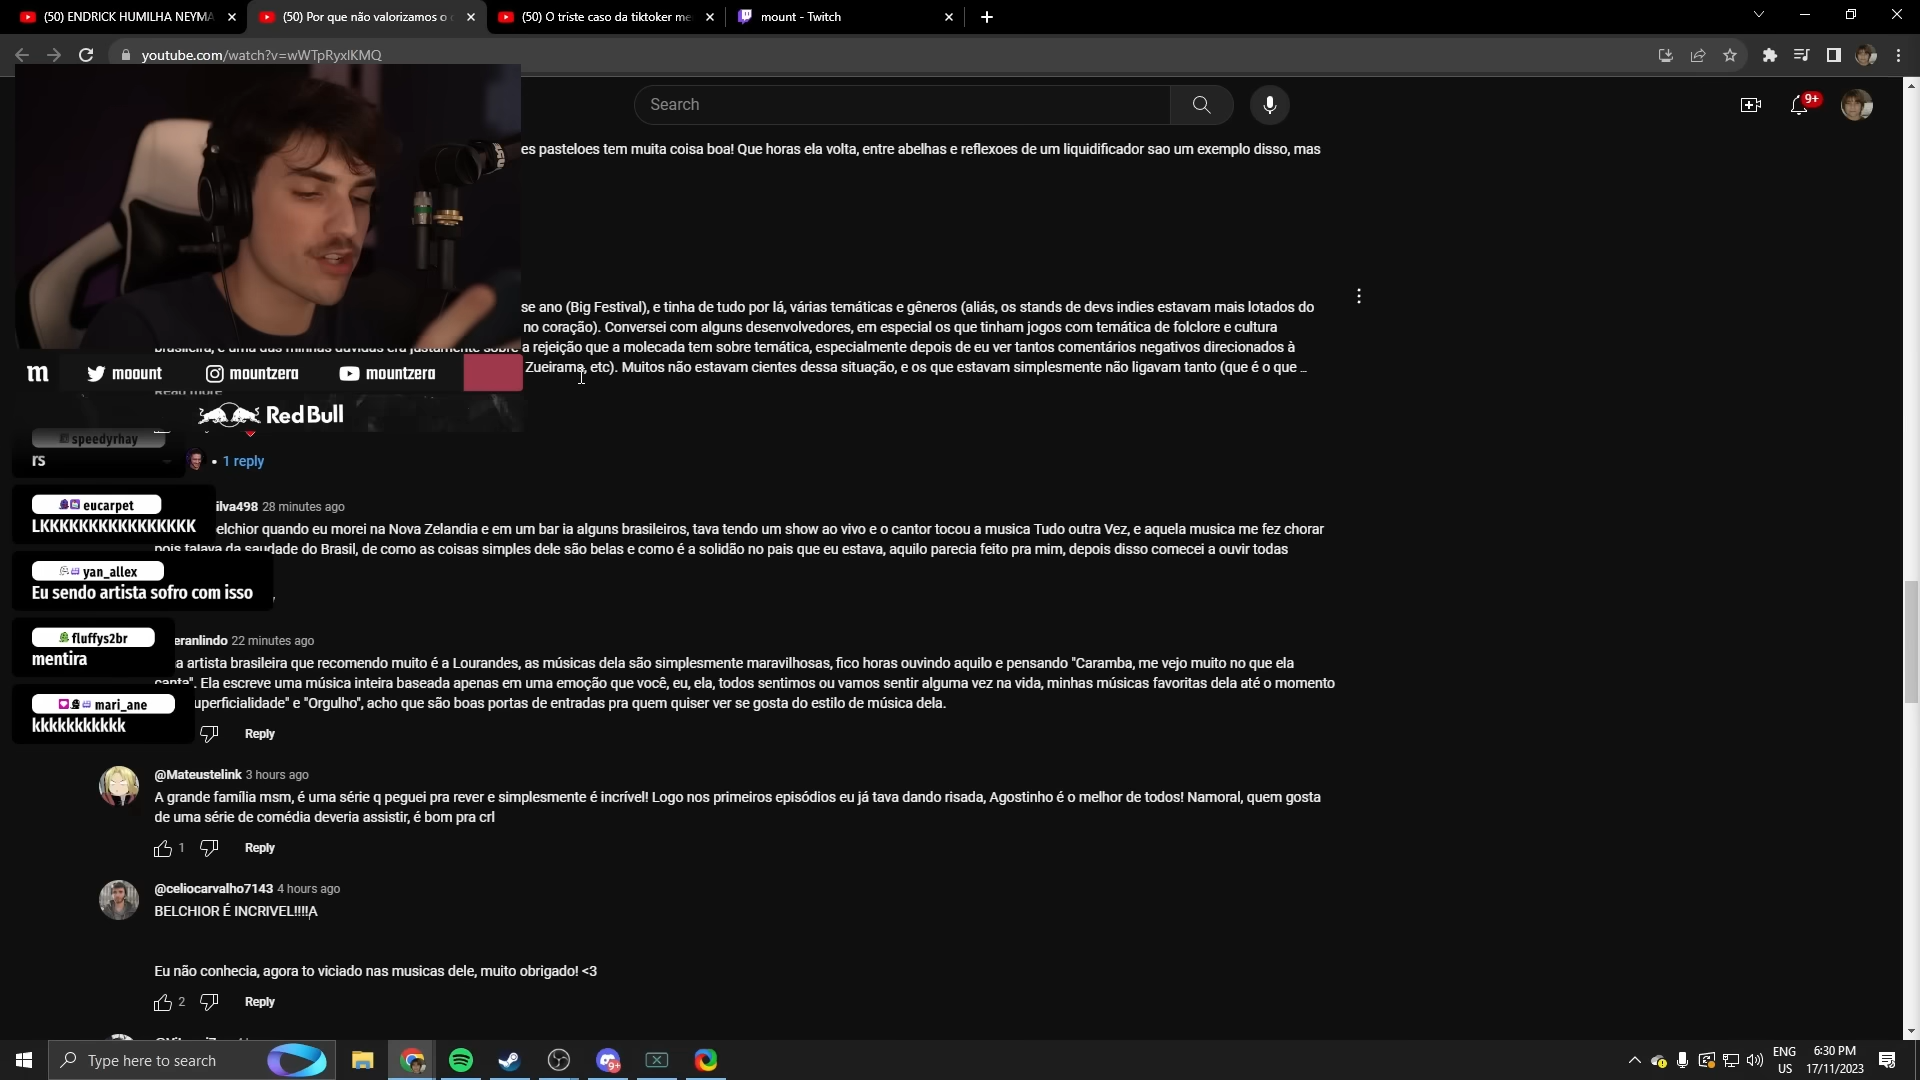 (50) ENDRICK HUMILHA NEYMA
(50) Por que não valorizamos o
(50) O triste caso da tiktoker me
mount - Twitch
youtube.com/watch?v=wWTpRyxlKMQ
Search
9+
es pasteloes tem muita coisa boa! Que horas ela volta, entre abelhas e reflexoes de um liquidificador sao um exemplo disso, mas
se ano (Big Festival), e tinha de tudo por lá, várias temáticas e gêneros (aliás, os stands de devs indies estavam mais lotados do
no coração). Conversei com alguns desenvolvedores, em especial os que tinham jogos com temática de folclore e cultura
brasileira, e uma das minhas dúvidas era justamente sobre a rejeição que a molecada tem sobre temática, especialmente depois de eu ver tantos comentários negativos direcionados à
Zueirama, etc). Muitos não estavam cientes dessa situação, e os que estavam simplesmente não ligavam tanto (que é o que ...
Read more
m
moount
mountzera
mountzera
Red Bull
speedyrhay
rs
1 reply
eucarpet
LKKKKKKKKKKKKKKKK
ilva498 28 minutes ago
elchior quando eu morei na Nova Zelandia e em um bar ia alguns brasileiros, tava tendo um show ao vivo e o cantor tocou a musica Tudo outra Vez, e aquela musica me fez chorar
pois falava da saudade do Brasil, de como as coisas simples dele são belas e como é a solidão no pais que eu estava, aquilo parecia feito pra mim, depois disso comecei a ouvir todas
yan_allex
Eu sendo artista sofro com isso
fluffys2br
mentira
eranlindo 22 minutes ago
a artista brasileira que recomendo muito é a Lourandes, as músicas dela são simplesmente maravilhosas, fico horas ouvindo aquilo e pensando "Caramba, me vejo muito no que ela
canta". Ela escreve uma música inteira baseada apenas em uma emoção que você, eu, ela, todos sentimos ou vamos sentir alguma vez na vida, minhas músicas favoritas dela até o momento
uperficialidade" e "Orgulho", acho que são boas portas de entradas pra quem quiser ver se gosta do estilo de música dela.
mari_ane
kkkkkkkkkkk
Reply
@Mateustelink 3 hours ago
A grande família msm, é uma série q peguei pra rever e simplesmente é incrível! Logo nos primeiros episódios eu já tava dando risada, Agostinho é o melhor de todos! Namoral, quem gosta
de uma série de comédia deveria assistir, é bom pra crl
1
Reply
@celiocarvalho7143 4 hours ago
BELCHIOR É INCRIVEL!!!!A
Eu não conhecia, agora to viciado nas musicas dele, muito obrigado! <3
2
Reply
Type here to search
9+
ENG
US
6:30 PM
17/11/2023